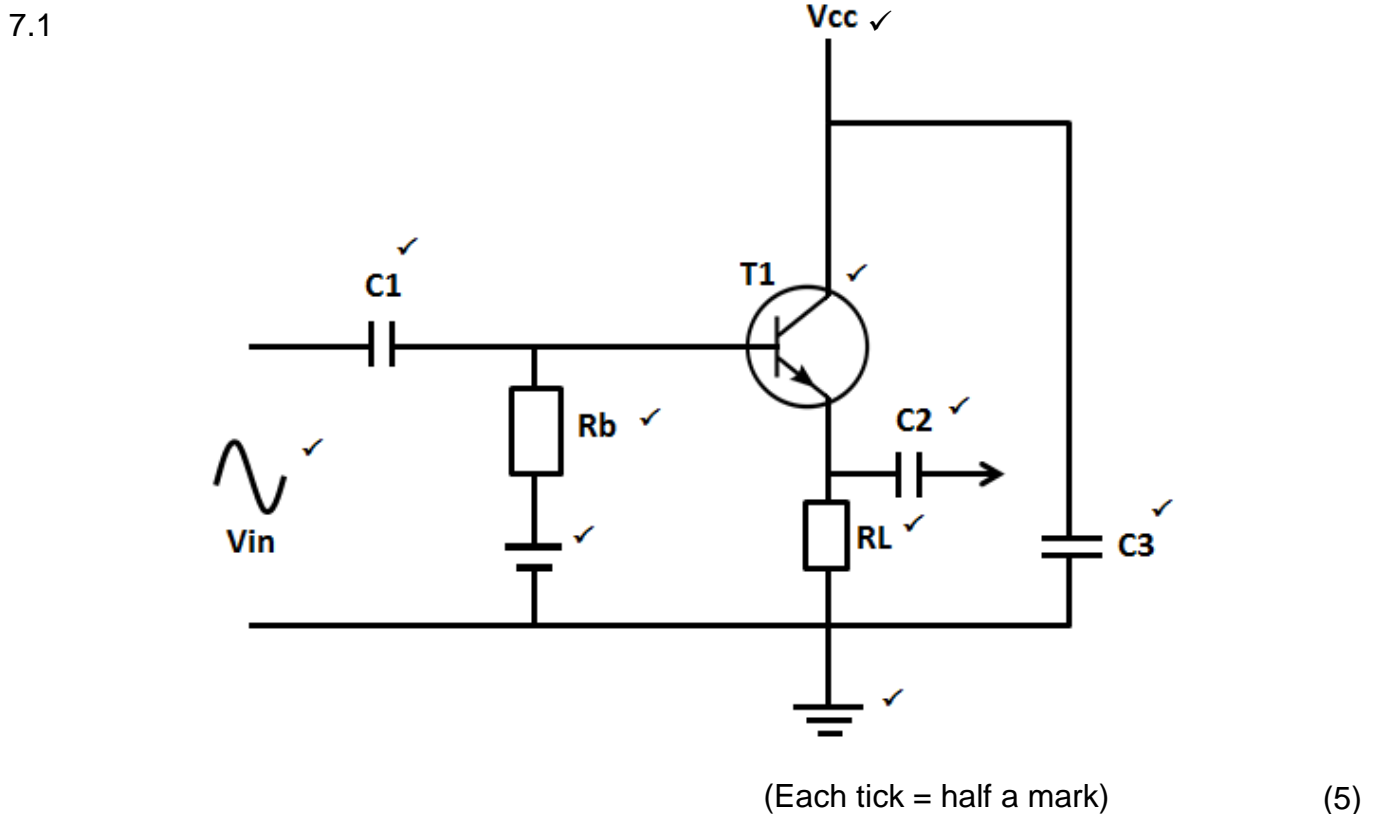 7.1
Vcc ✓
✓
C1
T1 ✓
Rb ✓
C2 ✓
✓
Vin
✓
RL ✓
✓
C3
✓
(Each tick = half a mark) (5)